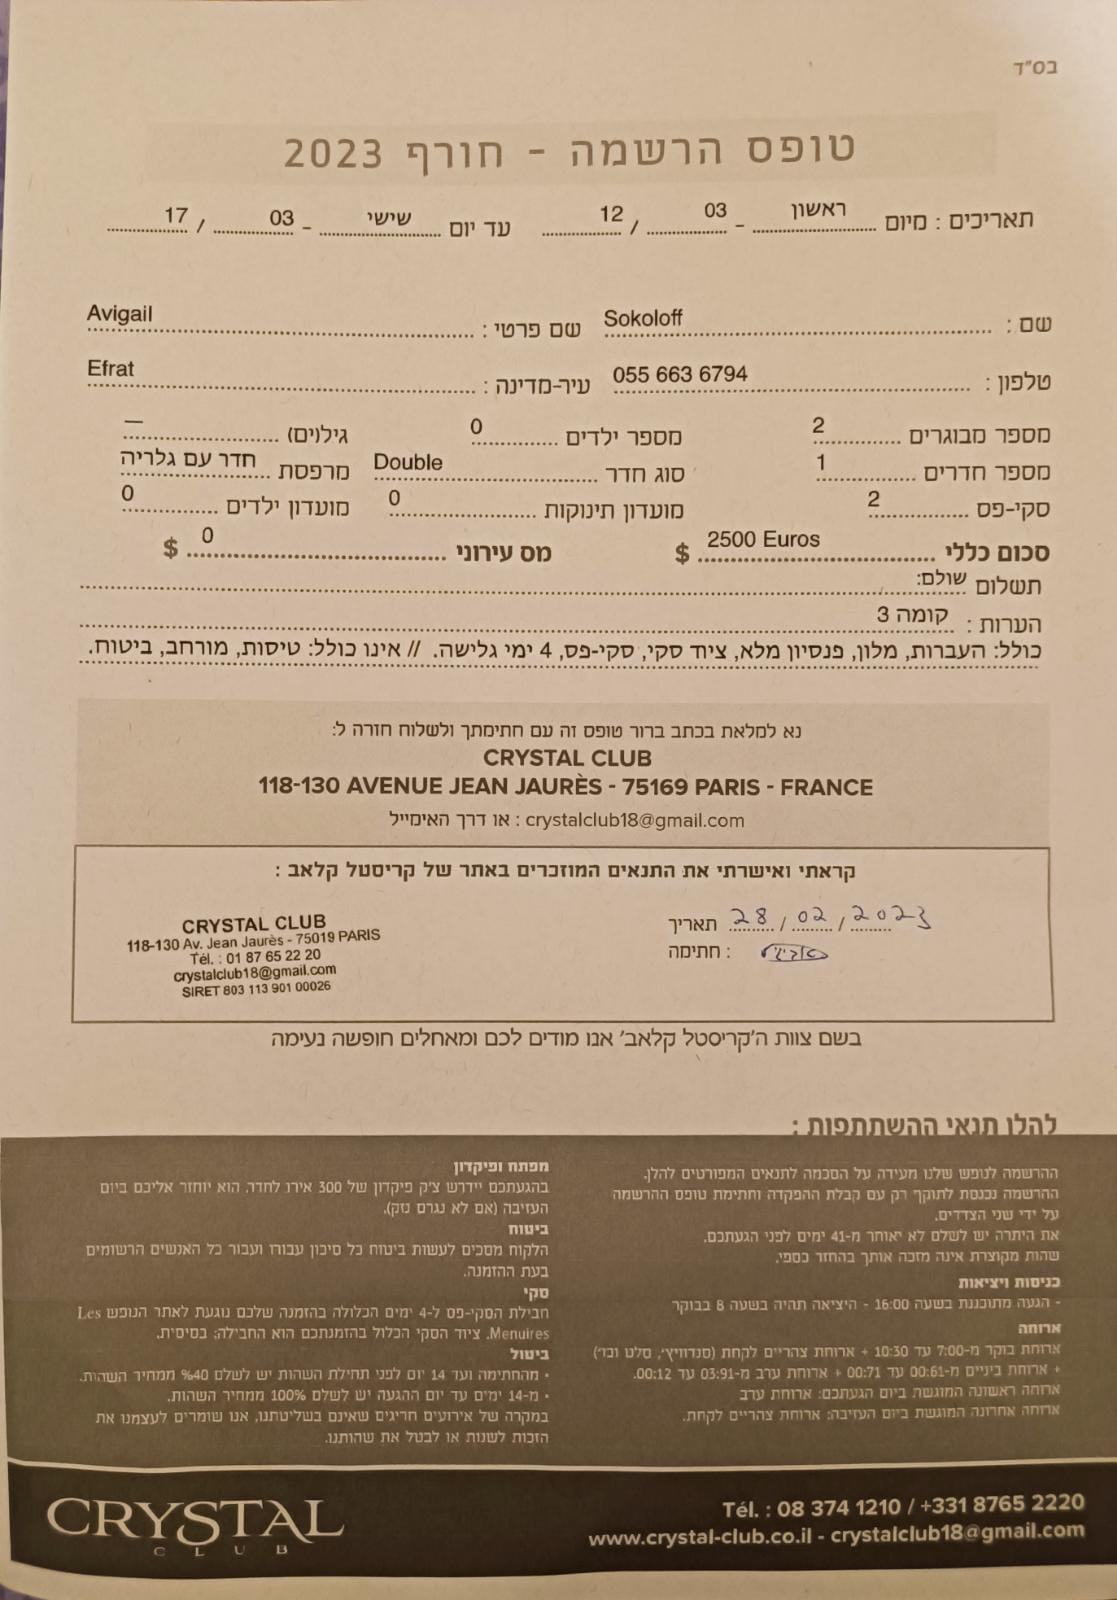 בס"ד
טופס הרשמה - חורף 2023
תאריכים : מיום ראשון - 03 / 12 עד יום שישי - 03 / 17
שם : Sokoloff שם פרטי : Avigail
טלפון : 055 663 6794 עיר-מדינה : Efrat
מספר מבוגרים 2 מספר ילדים 0 גיל(ים) —
מספר חדרים 1 סוג חדר Double מרפסת חדר עם גלריה
סקי-פס 2 מועדון תינוקות 0 מועדון ילדים 0
סכום כללי 2500 Euros $ מס עירוני 0 $
תשלום שולם:
הערות : קומה 3
כולל: העברות, מלון, פנסיון מלא, ציוד סקי, סקי-פס, 4 ימי גלישה. // אינו כולל: טיסות, מורחב, ביטוח.
נא למלאת בכתב ברור טופס זה עם חתימתך ולשלוח חזרה ל:
CRYSTAL CLUB
118-130 AVENUE JEAN JAURÈS - 75169 PARIS - FRANCE
או דרך האימייל : crystalclub18@gmail.com
קראתי ואישרתי את התנאים המוזכרים באתר של קריסטל קלאב :
תאריך 28 / 02 / 2023
חתימה : אביגיל
CRYSTAL CLUB
118-130 Av. Jean Jaurès - 75019 PARIS
Tél. : 01 87 65 22 20
crystalclub18@gmail.com
SIRET 803 113 901 00026
בשם צוות ה'קריסטל קלאב' אנו מודים לכם ומאחלים חופשה נעימה
להלן תנאי ההשתתפות :
ההרשמה לנופש שלנו מעידה על הסכמה לתנאים המפורטים להלן.
ההרשמה נכנסת לתוקף רק עם קבלת ההפקדה וחתימת טופס ההרשמה
על ידי שני הצדדים.
את היתרה יש לשלם לא יאוחר מ-41 ימים לפני הגעתכם.
שהות מקוצרת אינה מזכה אותך בהחזר כספי.
כניסות ויציאות
- הגעה מתוכננת בשעה 16:00 - היציאה תהיה בשעה 8 בבוקר
ארוחה
ארוחת בוקר מ-7:00 עד 10:30 + ארוחת צהריים לקחת (סנדוויץ', סלט וכו')
+ ארוחת ביניים מ-00:61 עד 00:71 + ארוחת ערב מ-03:91 עד 00:12.
ארוחה ראשונה המוגשת ביום הגעתכם: ארוחת ערב
ארוחה אחרונה המוגשת ביום העזיבה: ארוחת צהריים לקחת.
מפתח ופיקדון
בהגעתכם יידרש צ'ק פיקדון של 300 אירו לחדר. הוא יוחזר אליכם ביום
העזיבה (אם לא נגרם נזק).
ביטוח
הלקוח מסכים לעשות ביטוח כל סיכון עבורו ועבור כל האנשים הרשומים
בעת ההזמנה.
סקי
חבילת הסקי-פס ל-4 ימים הכלולה בהזמנה שלכם נוגעת לאתר הנופש Les
Menuires. ציוד הסקי הכלול בהזמנתכם הוא החבילה: בסיסית.
ביטול
• מהחתימה ועד 14 יום לפני תחילת השהות יש לשלם 40% ממחיר השהות.
• מ-14 ימים עד יום ההגעה יש לשלם 100% ממחיר השהות.
במקרה של אירועים חריגים שאינם בשליטתנו, אנו שומרים לעצמנו את
הזכות לשנות או לבטל את שהותנו.
CRYSTAL
CLUB
Tél. : 08 374 1210 / +331 8765 2220
www.crystal-club.co.il - crystalclub18@gmail.com